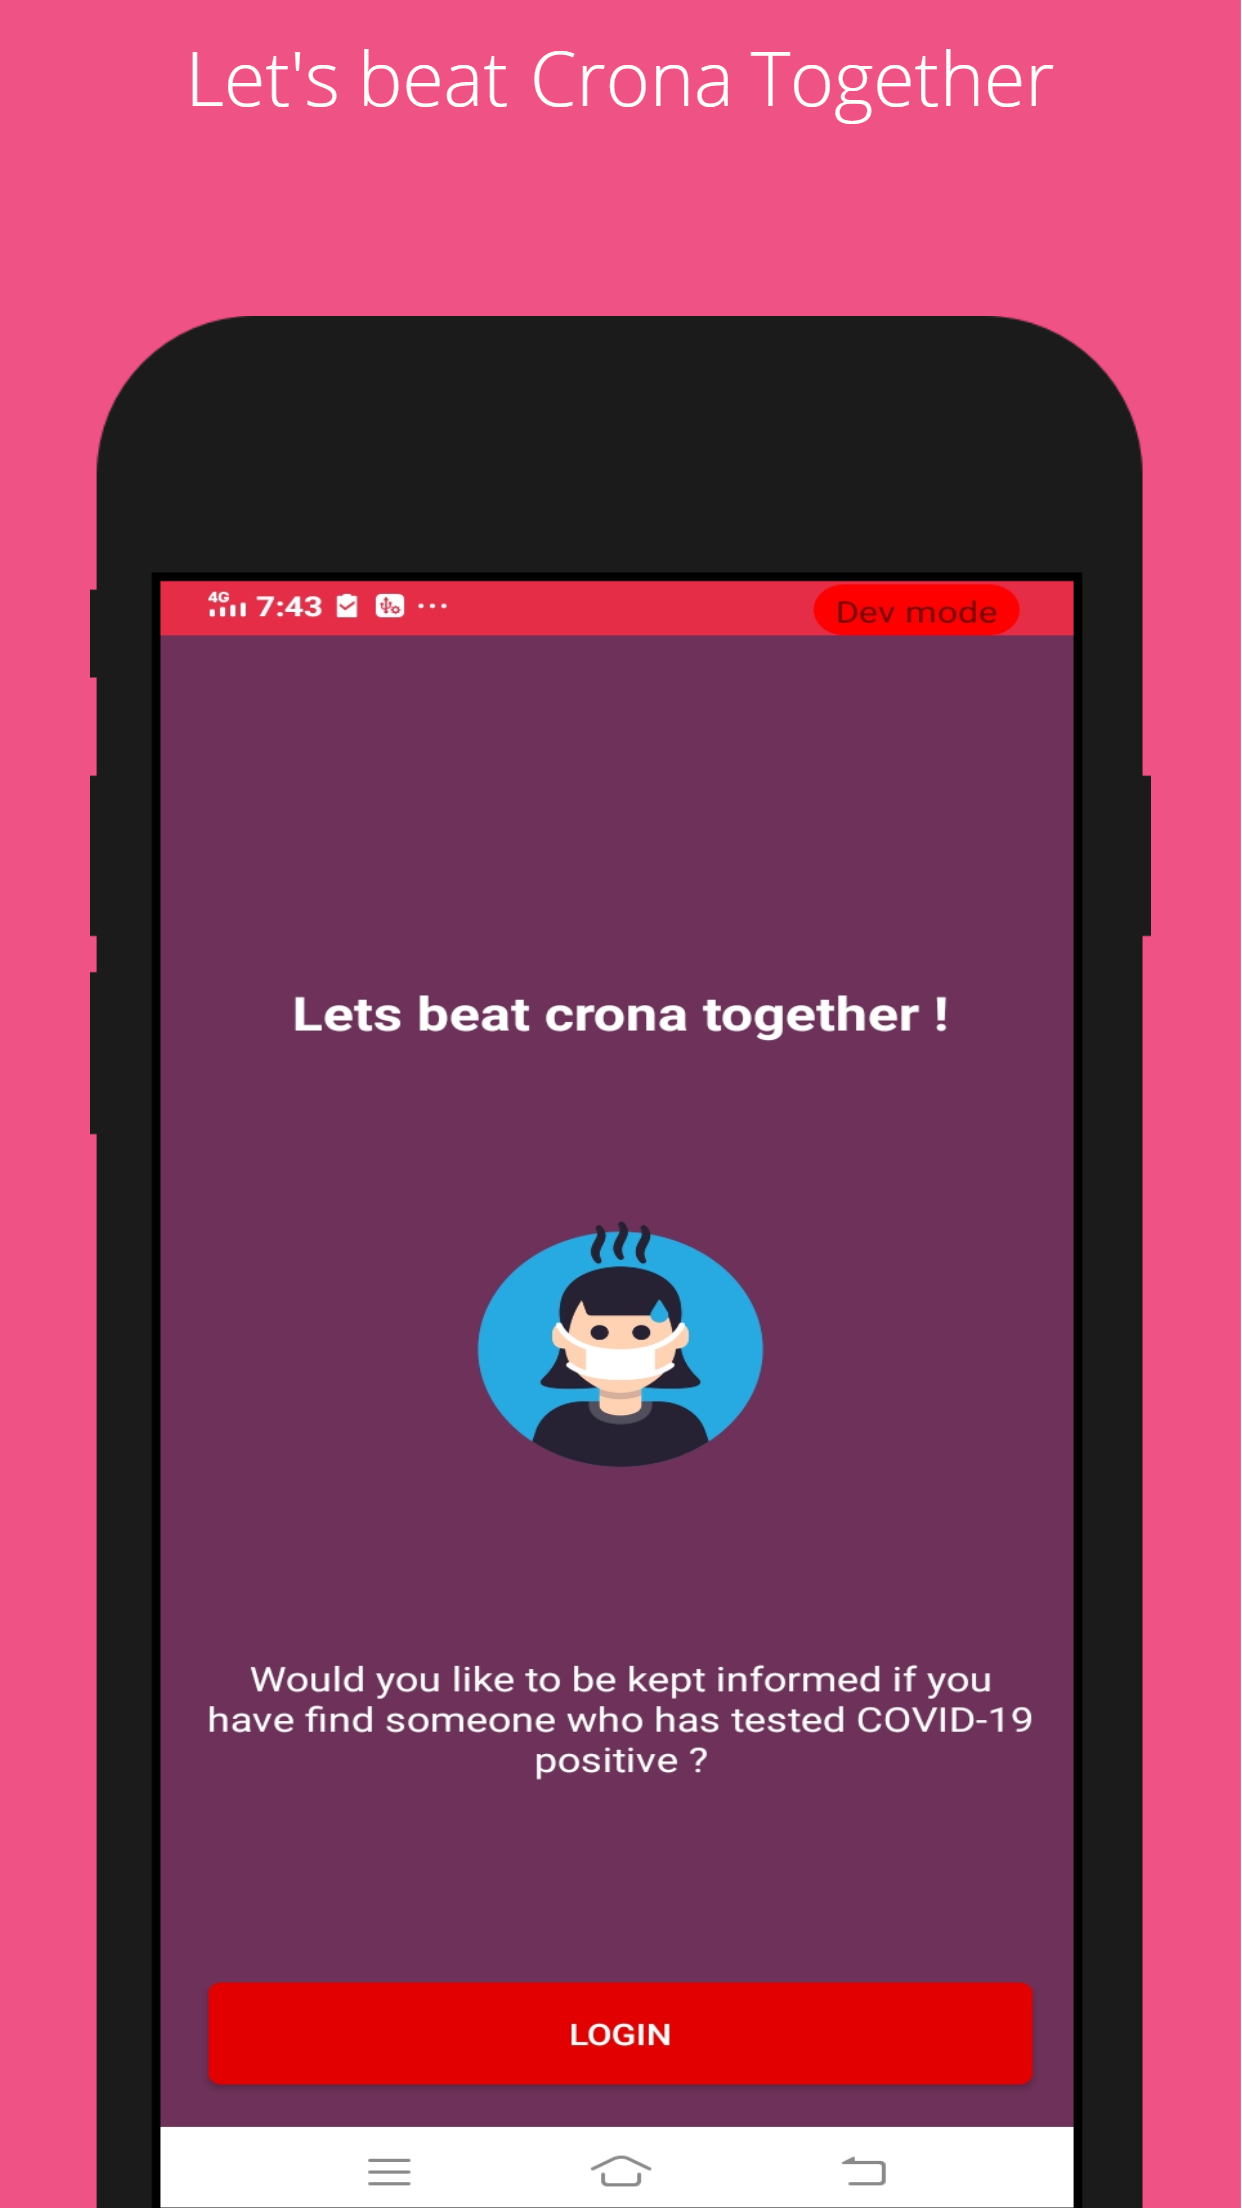 Let's beat Crona Together
4G 7:43 ...
Dev mode
Lets beat crona together !
Would you like to be kept informed if you
have find someone who has tested COVID-19
positive ?
LOGIN